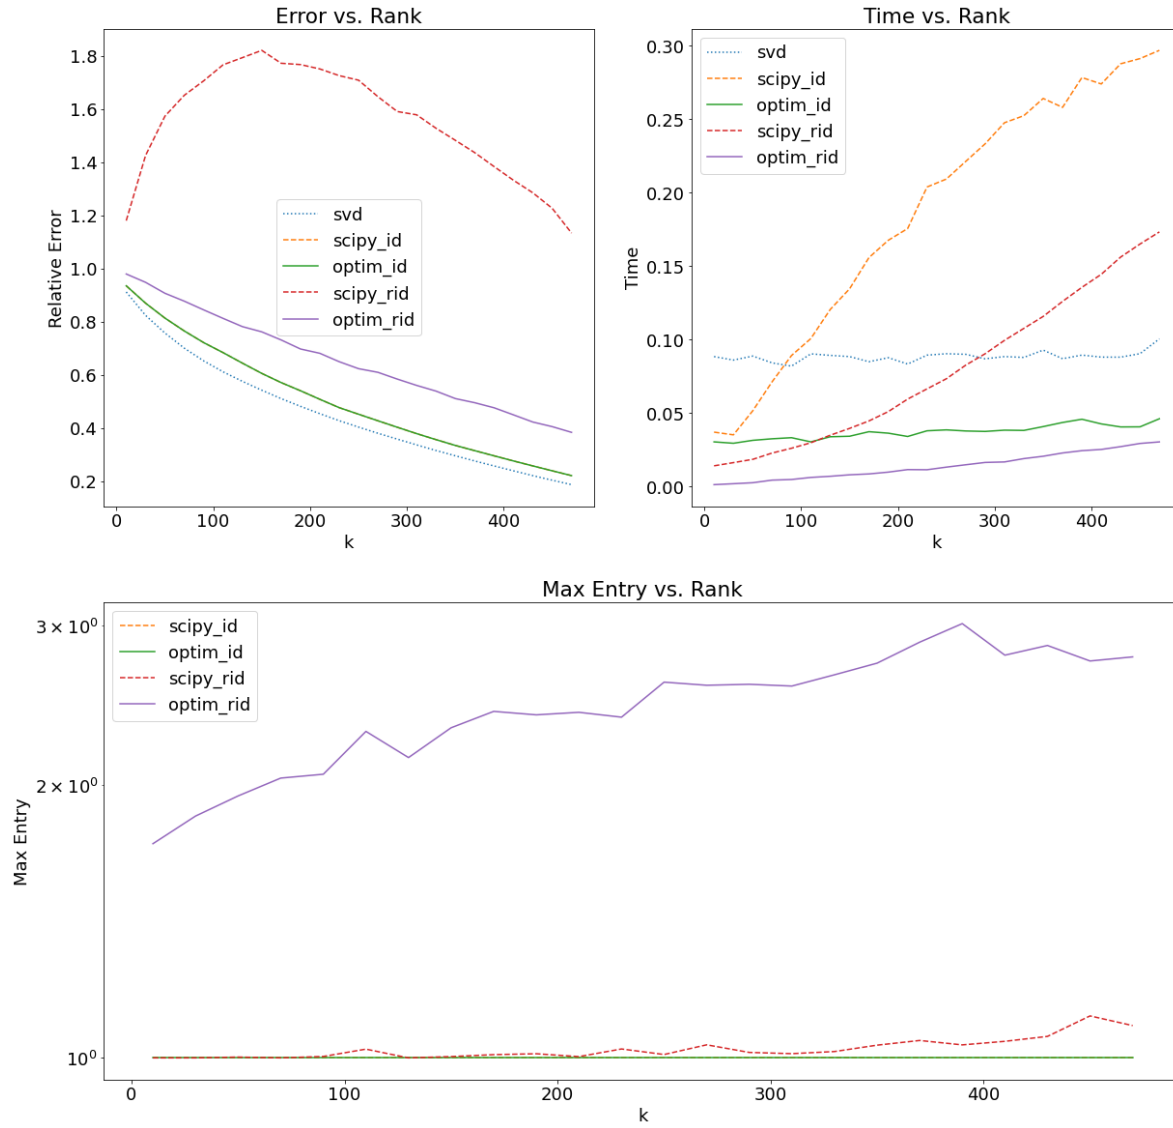 Error vs. Rank
1.8
1.6
1.4
1.2
1.0
0.8
0.6
0.4
0.2
Relative Error
svd
scipy_id
optim_id
scipy_rid
optim_rid
0 100 200 300 400
k
Time vs. Rank
0.30
0.25
0.20
0.15
0.10
0.05
0.00
Time
svd
scipy_id
optim_id
scipy_rid
optim_rid
0 100 200 300 400
k
Max Entry vs. Rank
3 × 10⁰
2 × 10⁰
10⁰
Max Entry
scipy_id
optim_id
scipy_rid
optim_rid
0 100 200 300 400
k